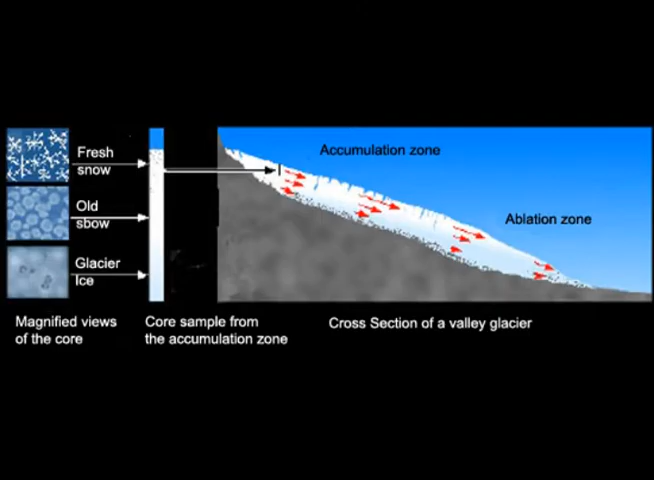 Accumulation zone
Fresh
snow
Old
sbow
Ablation zone
Glacier
Ice
Magnified views
of the core
Core sample from
the accumulation zone
Cross Section of a valley glacier